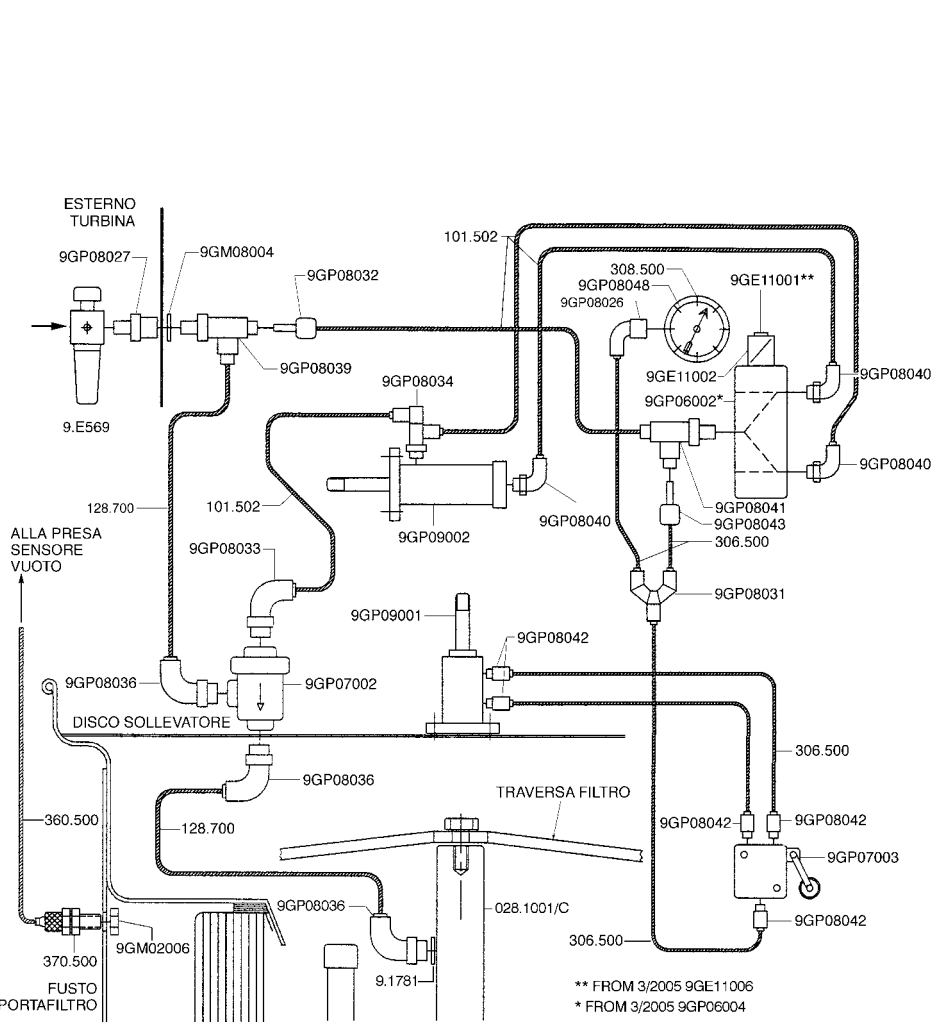 ESTERNO
TURBINA
9GP08027
9GM08004
9GP08032
101.502
308.500
9GP08048
9GP08026
9GE11001**
9GP08039
9GP08034
9GE11002
9GP06002*
9GP08040
9.E569
9GP08040
128.700
101.502
9GP09002
9GP08040
9GP08041
9GP08043
306.500
ALLA PRESA
SENSORE
VUOTO
9GP08033
9GP08031
9GP09001
9GP08042
9GP08036
9GP07002
DISCO SOLLEVATORE
306.500
9GP08036
TRAVERSA FILTRO
360.500
128.700
9GP08042
9GP08042
9GP07003
9GP08036
028.1001/C
9GP08042
9GM02006
306.500
370.500
9.1781
FUSTO
PORTAFILTRO
** FROM 3/2005 9GE11006
* FROM 3/2005 9GP06004